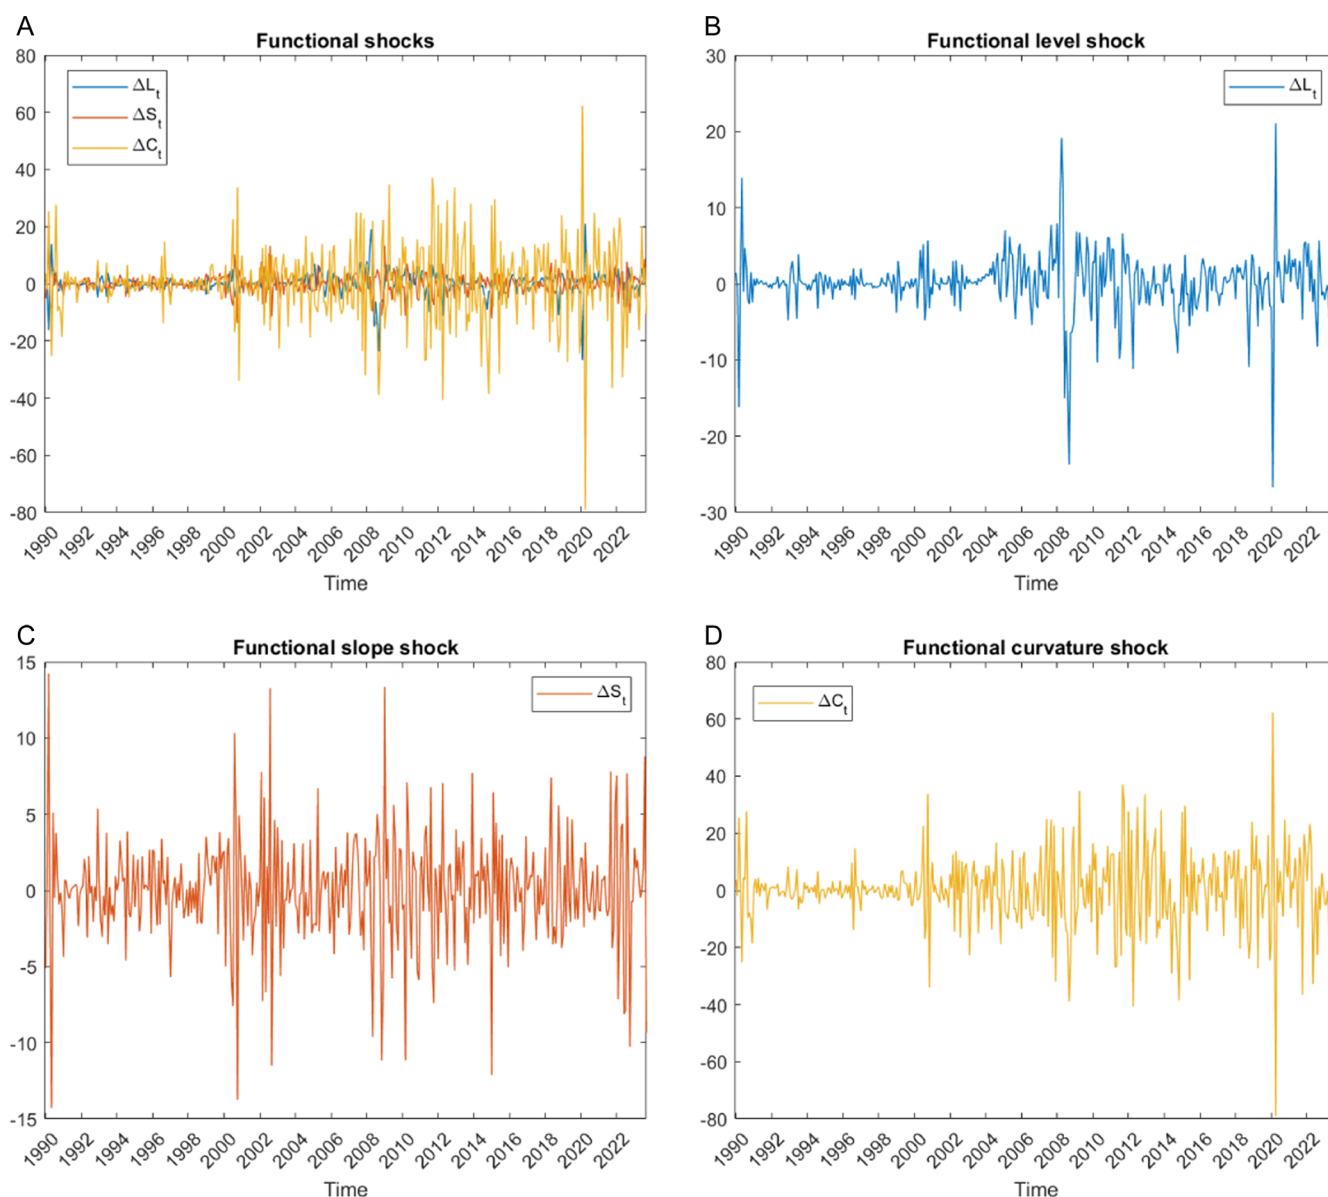 A
Functional shocks
80
60
40
20
0
-20
-40
-60
-80
ΔLt
ΔSt
ΔCt
1990 1992 1994 1996 1998 2000 2002 2004 2006 2008 2010 2012 2014 2016 2018 2020 2022
Time
B
Functional level shock
30
20
10
0
-10
-20
-30
ΔLt
1990 1992 1994 1996 1998 2000 2002 2004 2006 2008 2010 2012 2014 2016 2018 2020 2022
Time
C
Functional slope shock
15
10
5
0
-5
-10
-15
ΔSt
1990 1992 1994 1996 1998 2000 2002 2004 2006 2008 2010 2012 2014 2016 2018 2020 2022
Time
D
Functional curvature shock
80
60
40
20
0
-20
-40
-60
-80
ΔCt
1990 1992 1994 1996 1998 2000 2002 2004 2006 2008 2010 2012 2014 2016 2018 2020 2022
Time